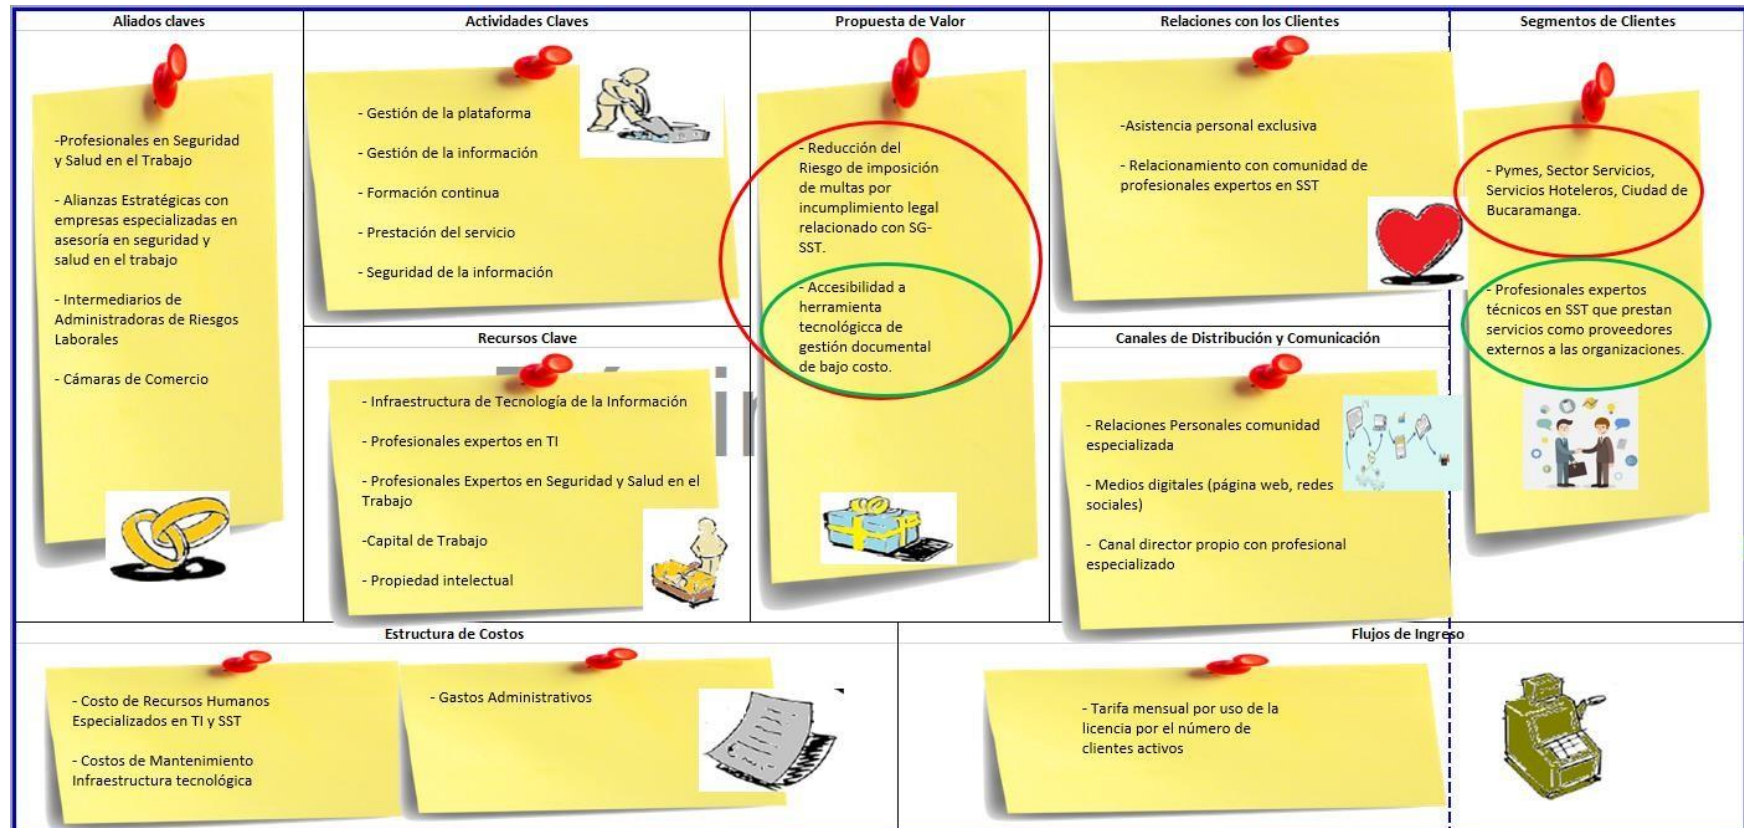 Aliados claves
-Profesionales en Seguridad
y Salud en el Trabajo
- Alianzas Estratégicas con
empresas especializadas en
asesoría en seguridad y
salud en el trabajo
- Intermediarios de
Administradoras de Riesgos
Laborales
- Cámaras de Comercio
Actividades Claves
- Gestión de la plataforma
- Gestión de la información
- Formación continua
- Prestación del servicio
- Seguridad de la información
Recursos Clave
- Infraestructura de Tecnología de la Información
- Profesionales expertos en TI
- Profesionales Expertos en Seguridad y Salud en el
Trabajo
-Capital de Trabajo
- Propiedad intelectual
Propuesta de Valor
- Reducción del
Riesgo de imposición
de multas por
incumplimiento legal
relacionado con SG-
SST.
- Accesibilidad a
herramienta
tecnológicca de
gestión documental
de bajo costo.
Relaciones con los Clientes
-Asistencia personal exclusiva
- Relacionamiento con comunidad de
profesionales expertos en SST
Canales de Distribución y Comunicación
- Relaciones Personales comunidad
especializada
- Medios digitales (página web, redes
sociales)
- Canal director propio con profesional
especializado
Segmentos de Clientes
- Pymes, Sector Servicios,
Servicios Hoteleros, Ciudad de
Bucaramanga.
- Profesionales expertos
técnicos en SST que prestan
servicios como proveedores
externos a las organizaciones.
Estructura de Costos
- Costo de Recursos Humanos
Especializados en TI y SST
- Costos de Mantenimiento
Infraestructura tecnológica
- Gastos Administrativos
Flujos de Ingreso
- Tarifa mensual por uso de la
licencia por el número de
clientes activos